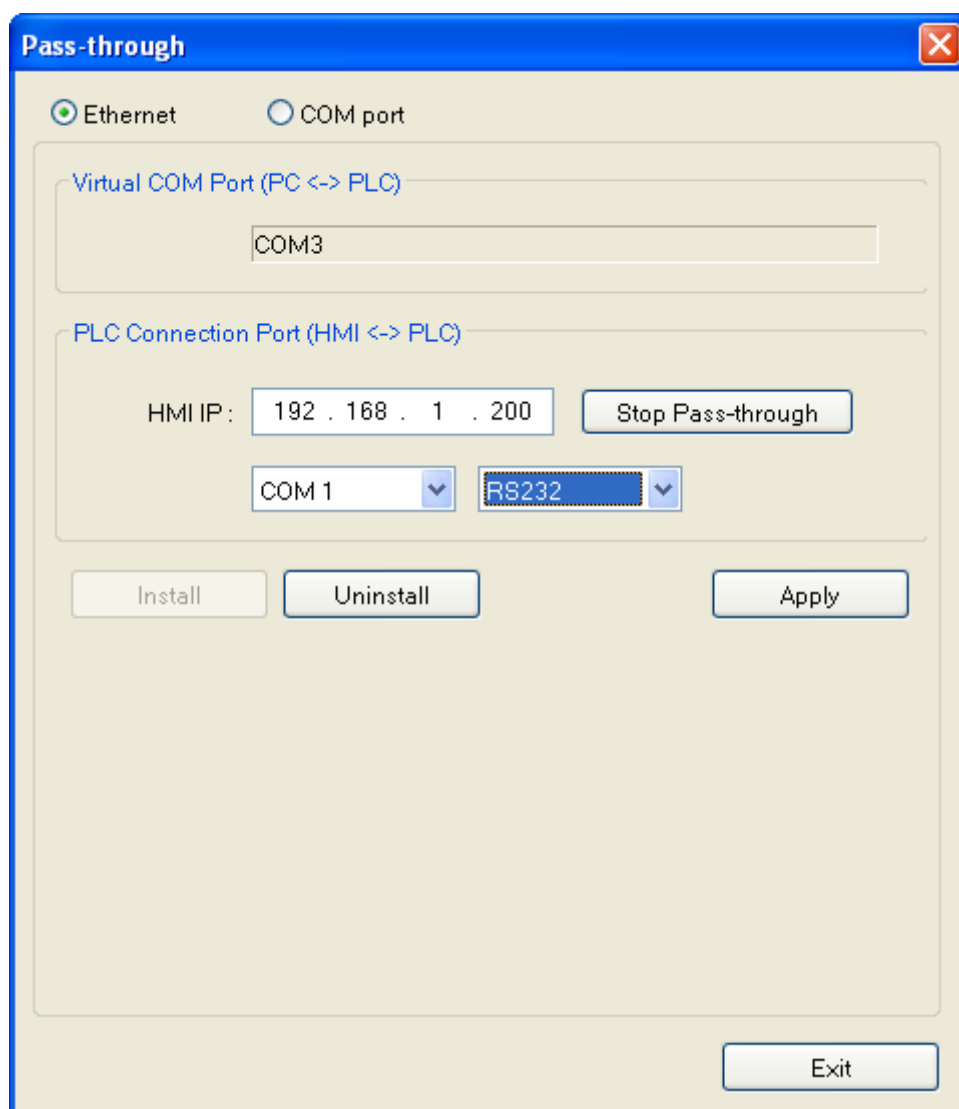 Pass-through
Ethernet COM port
Virtual COM Port (PC <-> PLC)
COM3
PLC Connection Port (HMI <-> PLC)
HMI IP : 192 . 168 . 1 . 200 Stop Pass-through
COM 1 RS232
Install Uninstall Apply
Exit